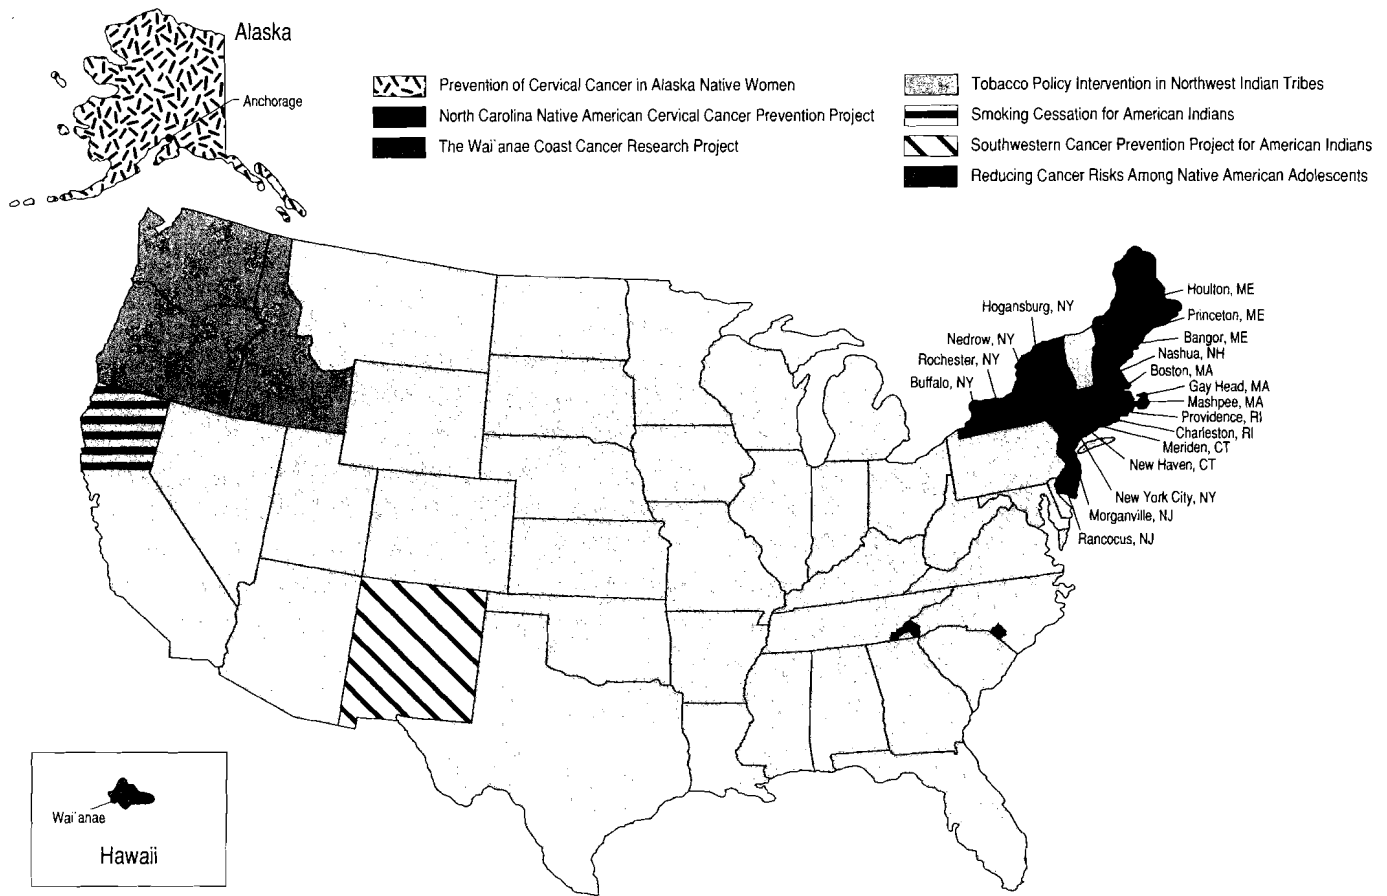 Alaska
Anchorage
Prevention of Cervical Cancer in Alaska Native Women
North Carolina Native American Cervical Cancer Prevention Project
The Wai`anae Coast Cancer Research Project
Tobacco Policy Intervention in Northwest Indian Tribes
Smoking Cessation for American Indians
Southwestern Cancer Prevention Project for American Indians
Reducing Cancer Risks Among Native American Adolescents
Hogansburg, NY
Nedrow, NY
Rochester, NY
Buffalo, NY
Houlton, ME
Princeton, ME
Bangor, ME
Nashua, NH
Boston, MA
Gay Head, MA
Mashpee, MA
Providence, RI
Charleston, RI
Meriden, CT
New Haven, CT
New York City, NY
Morganville, NJ
Rancocus, NJ
Wai`anae
Hawaii